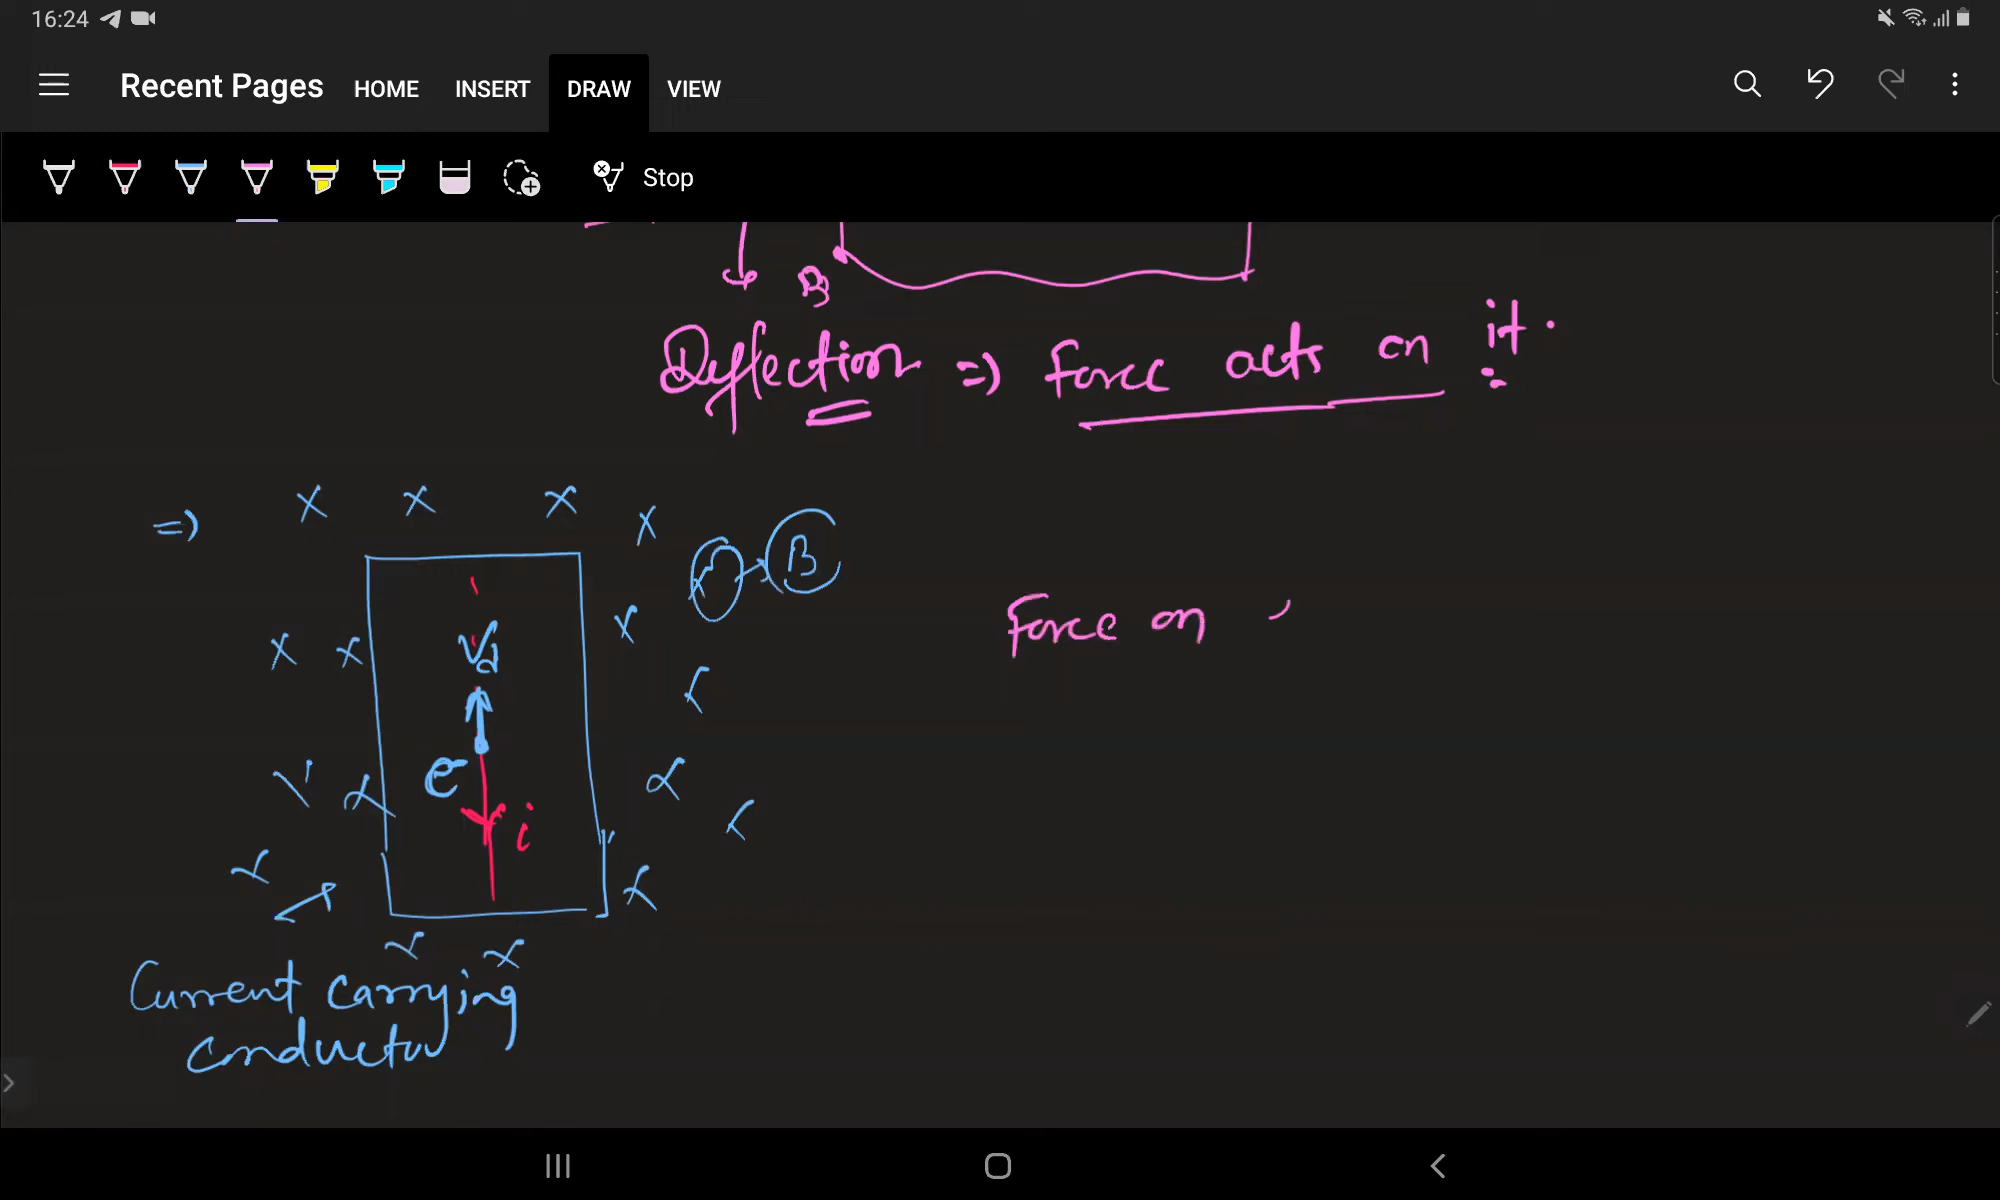 16:24
Recent Pages HOME INSERT DRAW VIEW
Stop
B
Deflection => Force acts on it.
=> x x x x
x B
x x Vd x
Force on
e- x
i
x
x x
Current carrying
conductor